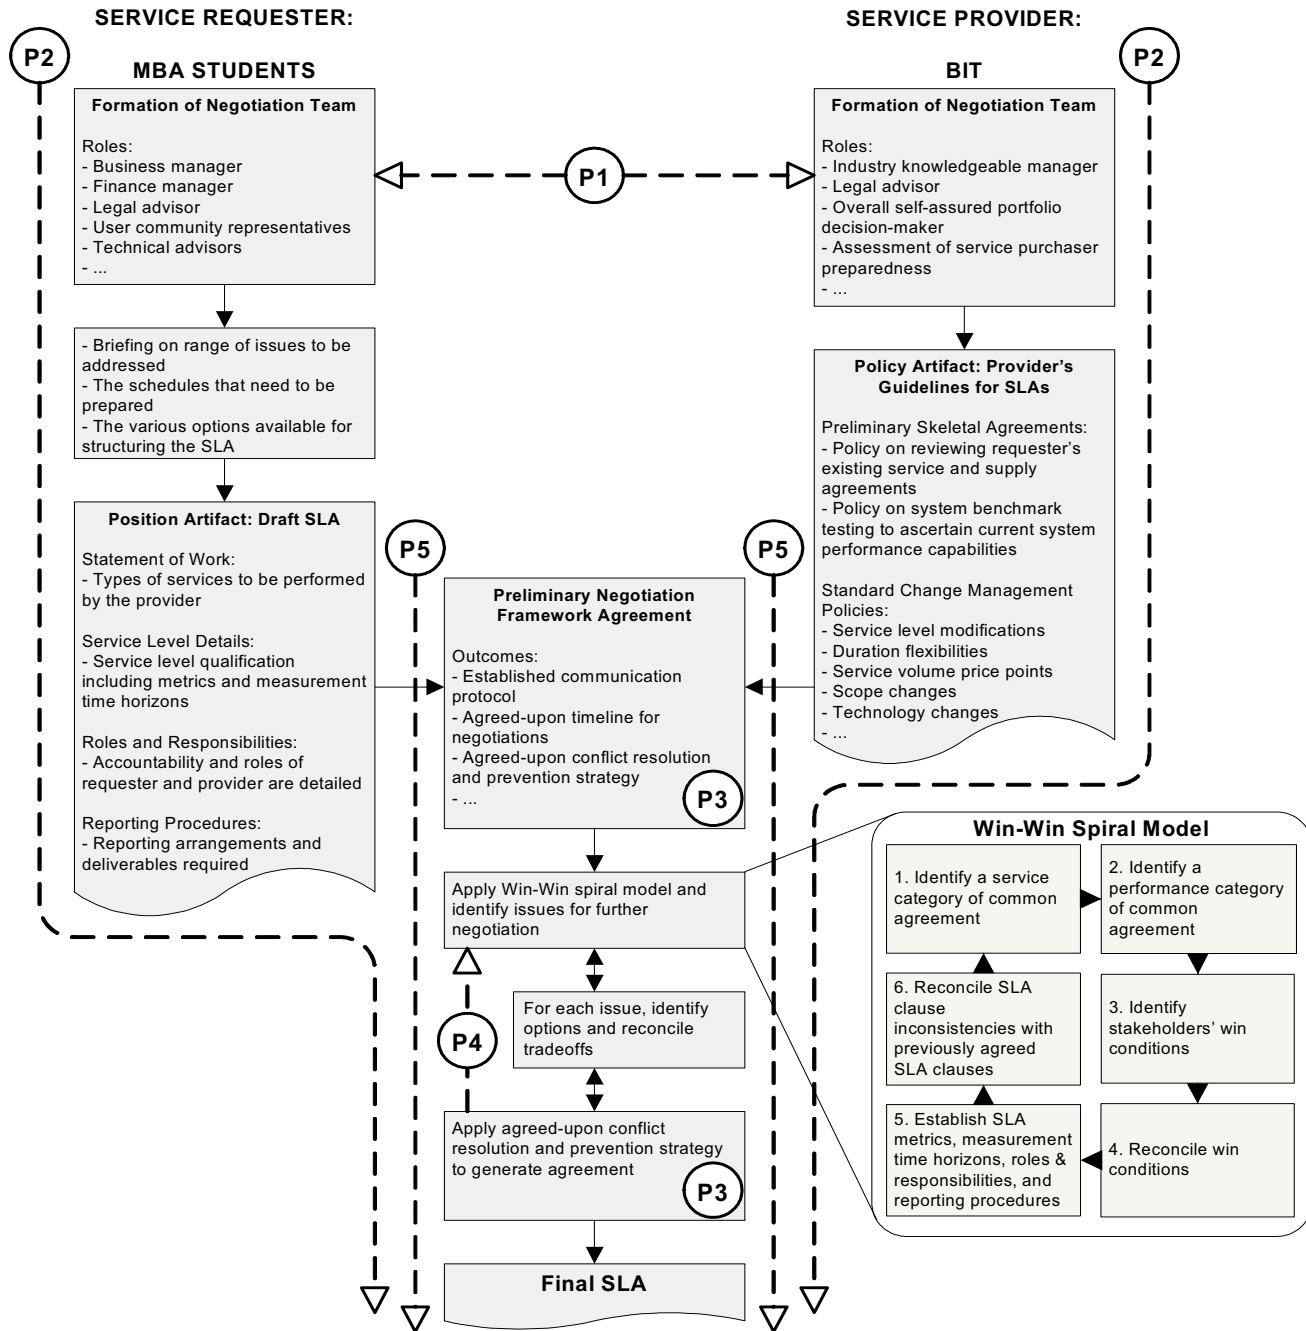 SERVICE REQUESTER:
MBA STUDENTS
P2
Formation of Negotiation Team
Roles:
- Business manager
- Finance manager
- Legal advisor
- User community representatives
- Technical advisors
- ...
P1
SERVICE PROVIDER:
BIT
P2
Formation of Negotiation Team
Roles:
- Industry knowledgeable manager
- Legal advisor
- Overall self-assured portfolio
decision-maker
- Assessment of service purchaser
preparedness
- ...
- Briefing on range of issues to be
addressed
- The schedules that need to be
prepared
- The various options available for
structuring the SLA
Policy Artifact: Provider's
Guidelines for SLAs
Preliminary Skeletal Agreements:
- Policy on reviewing requester's
existing service and supply
agreements
- Policy on system benchmark
testing to ascertain current system
performance capabilities
Standard Change Management
Policies:
- Service level modifications
- Duration flexibilities
- Service volume price points
- Scope changes
- Technology changes
- ...
Position Artifact: Draft SLA
Statement of Work:
- Types of services to be performed
by the provider
Service Level Details:
- Service level qualification
including metrics and measurement
time horizons
Roles and Responsibilities:
- Accountability and roles of
requester and provider are detailed
Reporting Procedures:
- Reporting arrangements and
deliverables required
P5
P5
Preliminary Negotiation
Framework Agreement
Outcomes:
- Established communication
protocol
- Agreed-upon timeline for
negotiations
- Agreed-upon conflict resolution
and prevention strategy
- ...
P3
Apply Win-Win spiral model and
identify issues for further
negotiation
For each issue, identify
options and reconcile
tradeoffs
P4
Apply agreed-upon conflict
resolution and prevention strategy
to generate agreement
P3
Final SLA
Win-Win Spiral Model
1. Identify a service
category of common
agreement
2. Identify a
performance category
of common
agreement
3. Identify
stakeholders' win
conditions
4. Reconcile win
conditions
5. Establish SLA
metrics, measurement
time horizons, roles &
responsibilities, and
reporting procedures
6. Reconcile SLA
clause
inconsistencies with
previously agreed
SLA clauses